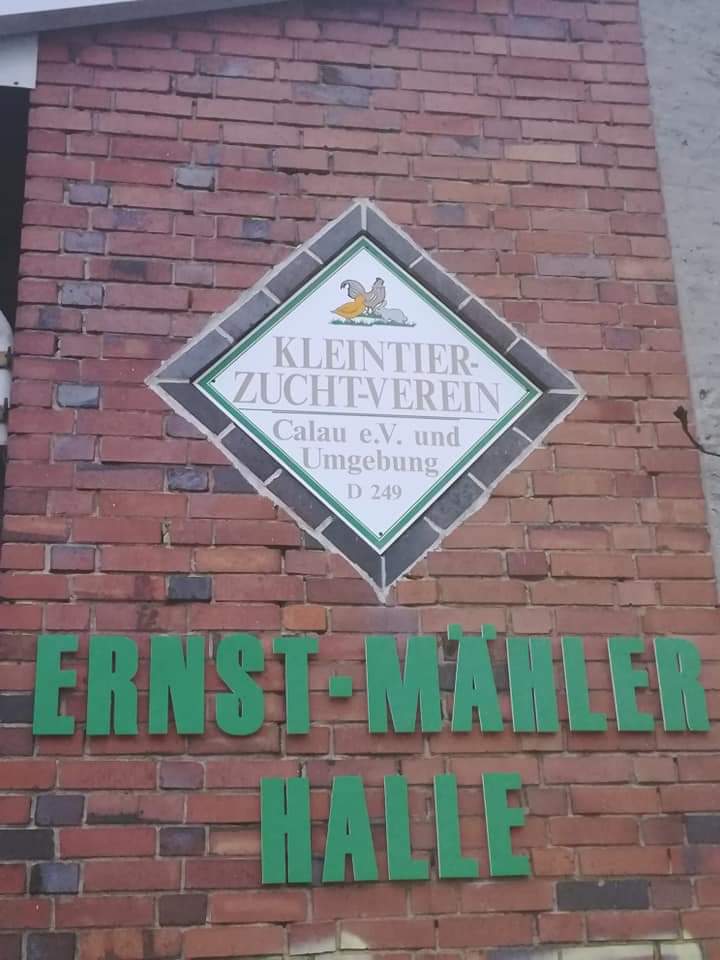 KLEINTIER-
ZUCHT-VEREIN
Calau e.V. und
Umgebung
D 249
ERNST-MÄHLER
HALLE